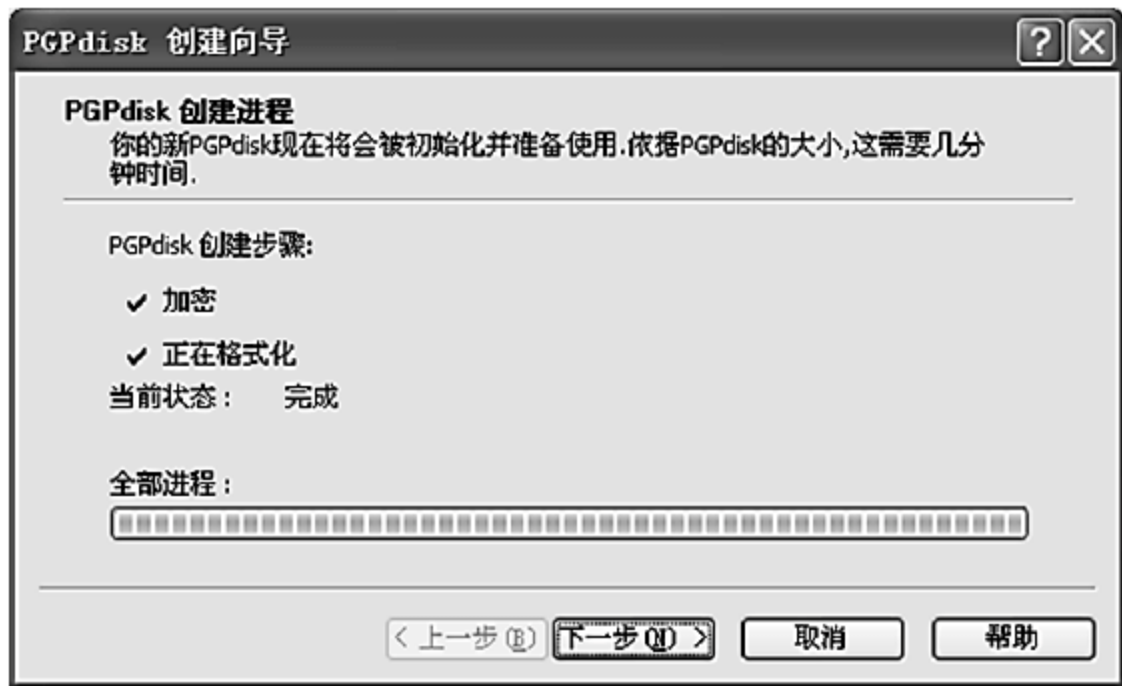 PGPdisk 创建向导
PGPdisk 创建进程
你的新PGPdisk现在将会被初始化并准备使用.依据PGPdisk的大小,这需要几分
钟时间.
PGPdisk 创建步骤:
加密
正在格式化
当前状态: 完成
全部进程:
< 上一步(B) 下一步(N) > 取消 帮助